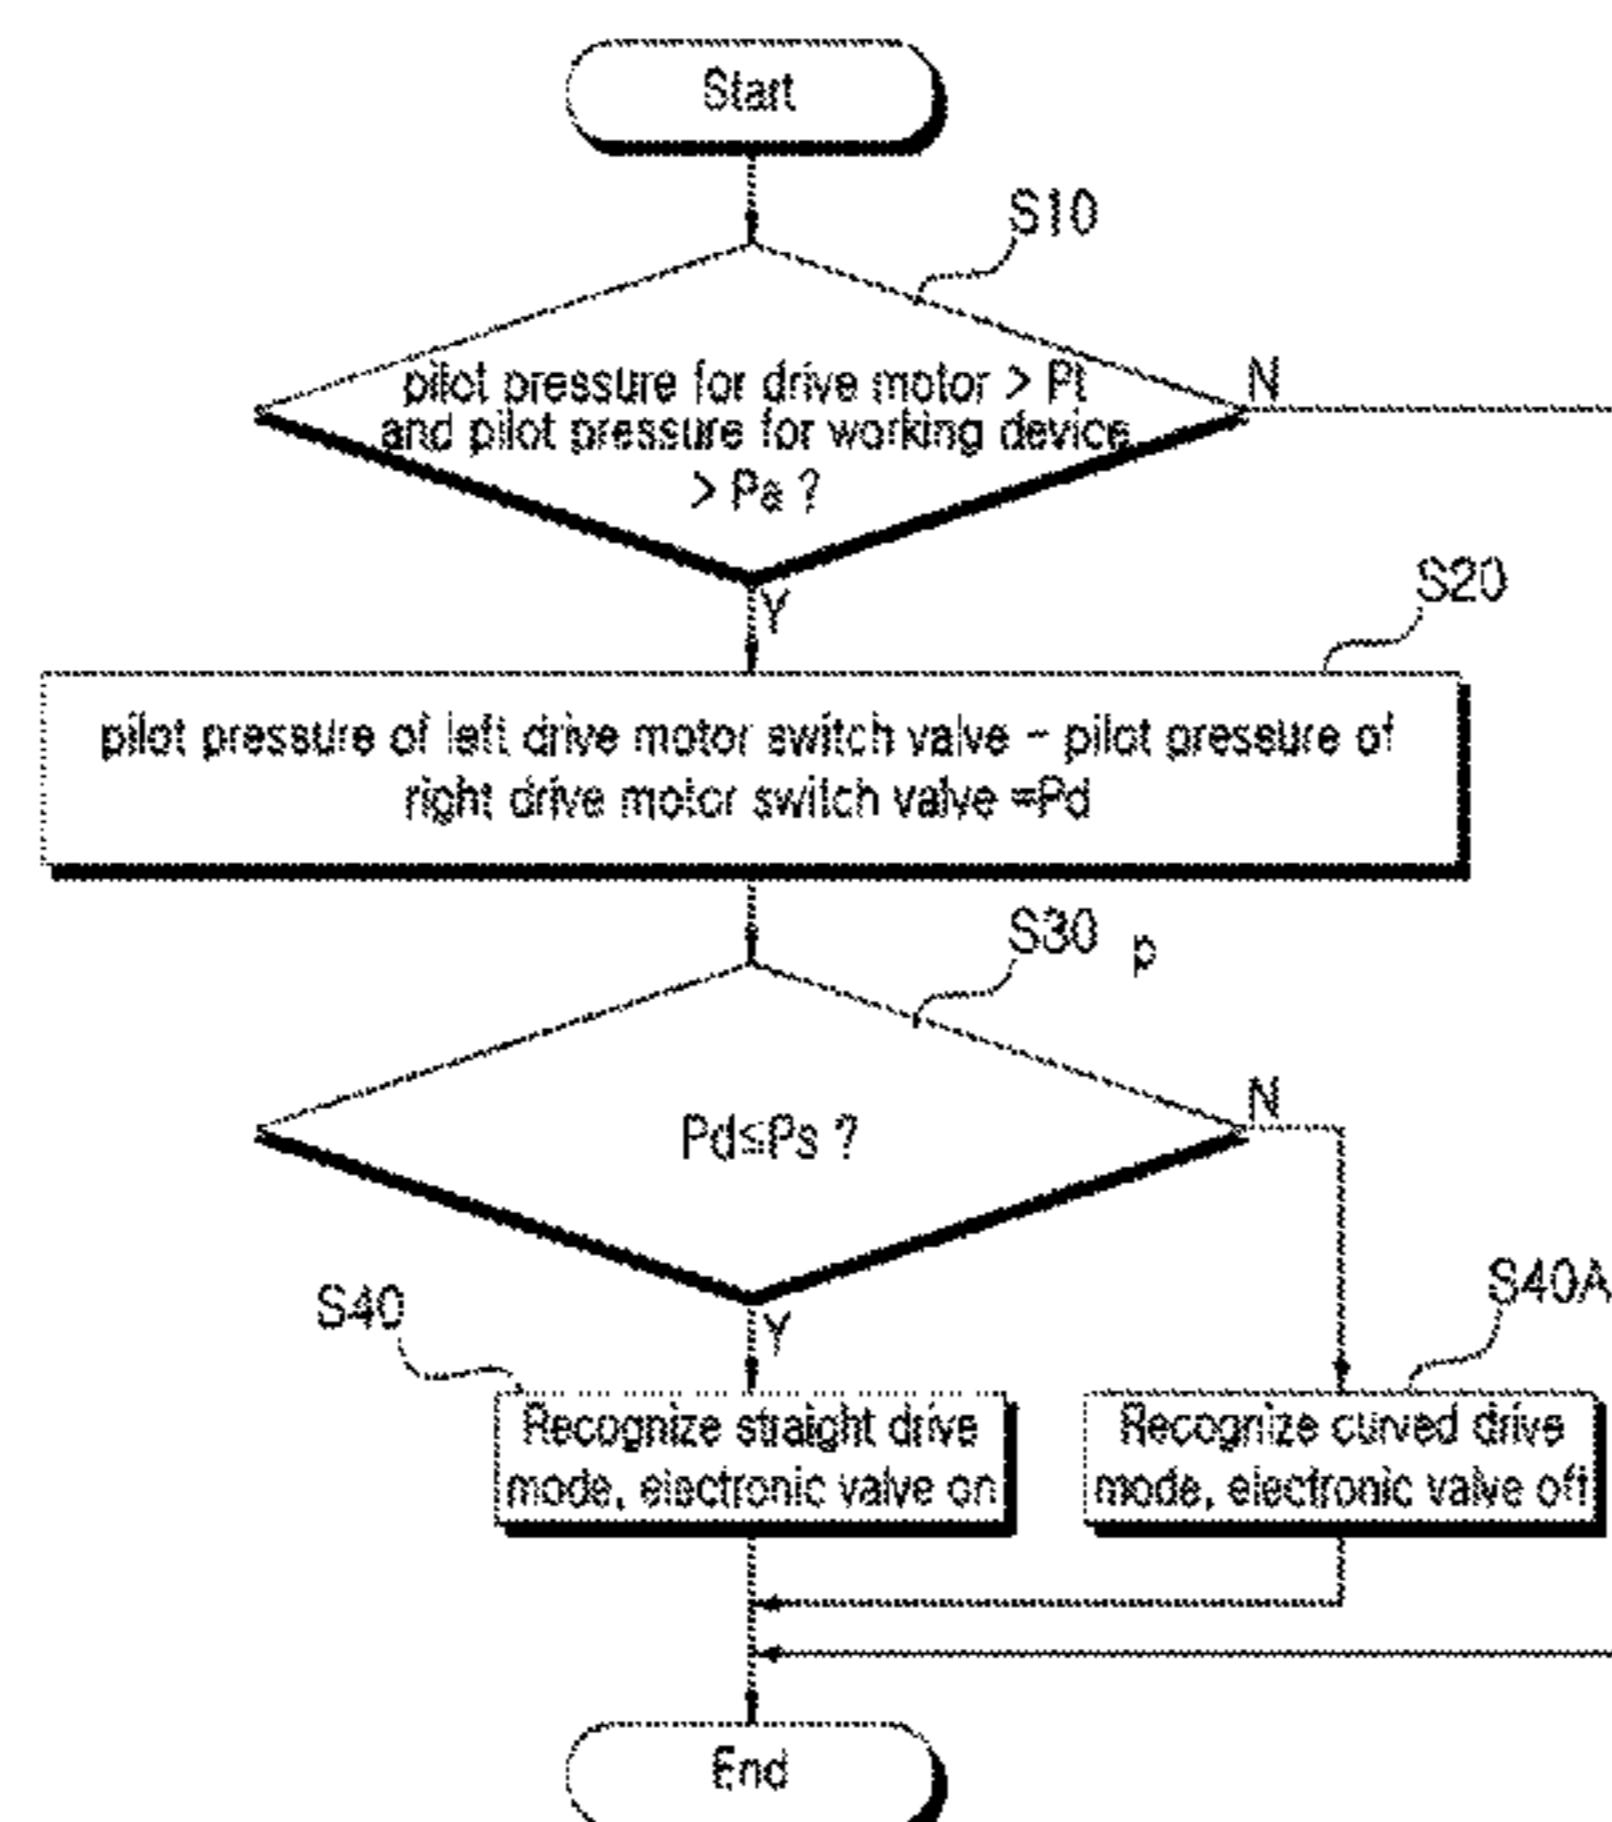 Start
S10
pilot pressure for drive motor > Pt
N
and pilot pressure for working device
> Pa ?
Y
S20
pilot pressure of left drive motor switch valve - pilot pressure of
right drive motor switch valve =Pd
S30
p
Pd≤Ps ?
N
Y
S40
S40A
Recognize straight drive
mode, electronic valve on
Recognize curved drive
mode, electronic valve off
End